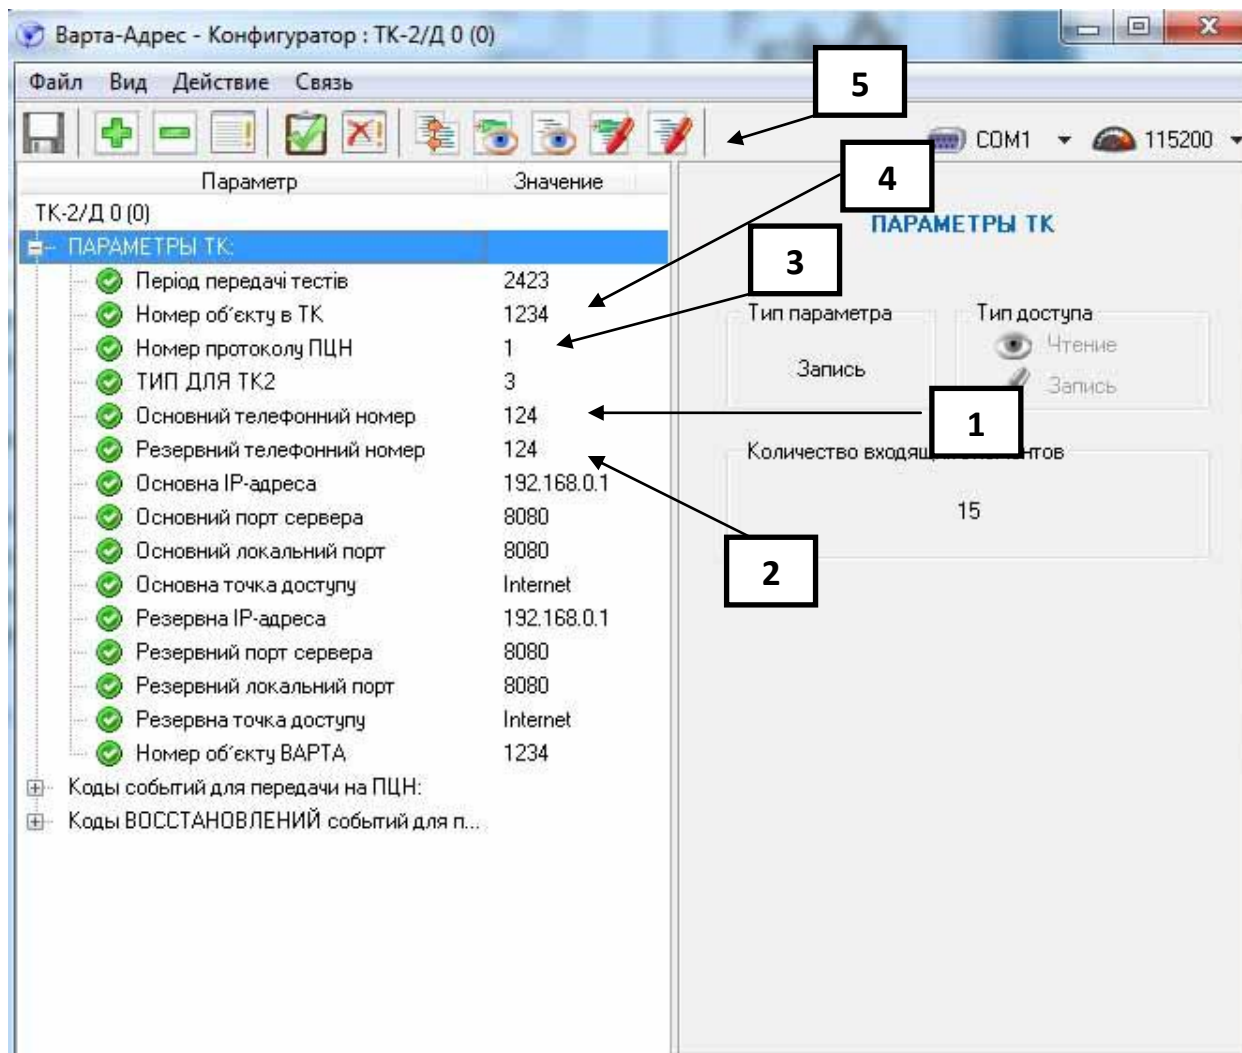 Варта-Адрес - Конфигуратор : ТК-2/Д 0 (0)
Файл Вид Действие Связь
5
COM1 115200
Параметр Значение
ТК-2/Д 0 (0)
ПАРАМЕТРЫ ТК:
Період передачі тестів 2423
Номер об´єкту в ТК 1234
Номер протоколу ПЦН 1
ТИП ДЛЯ ТК2 3
Основний телефонний номер 124
Резервний телефонний номер 124
Основна IP-адреса 192.168.0.1
Основний порт сервера 8080
Основний локальний порт 8080
Основна точка доступу Internet
Резервна IP-адреса 192.168.0.1
Резервний порт сервера 8080
Резервний локальний порт 8080
Резервна точка доступу Internet
Номер об´єкту ВАРТА 1234
Коды событий для передачи на ПЦН:
Коды ВОССТАНОВЛЕНИЙ событий для п...
4
ПАРАМЕТРЫ ТК
3
Тип параметра
Запись
Тип доступа
Чтение
Запись
1
Количество входящ
15
2